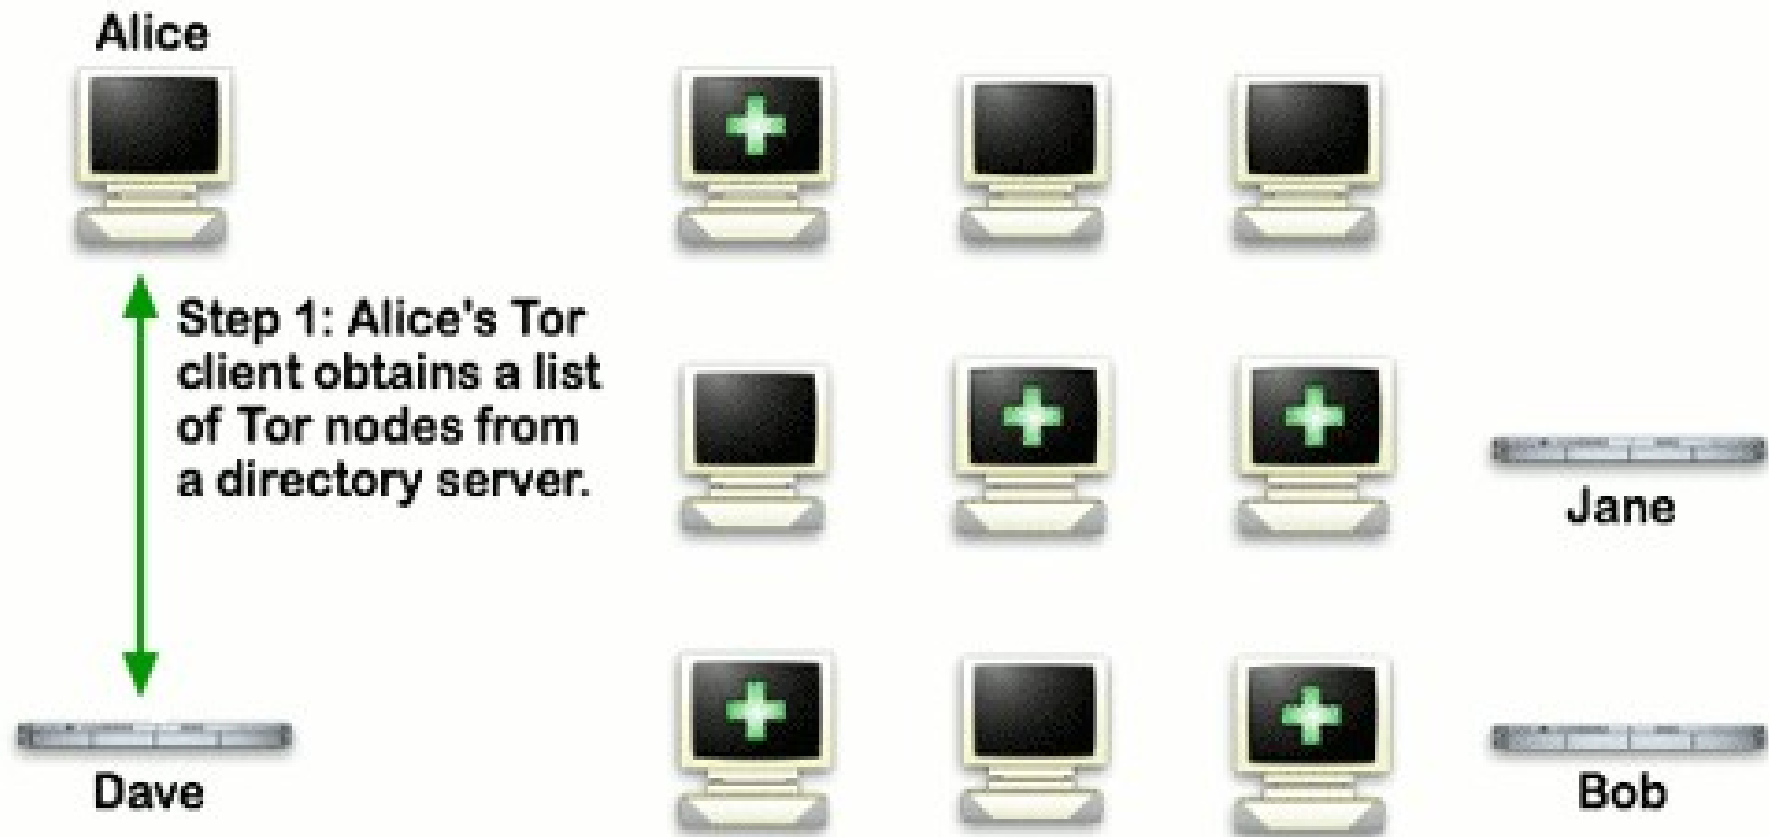 Alice
Step 1: Alice's Tor
client obtains a list
of Tor nodes from
a directory server.
Jane
Dave
Bob